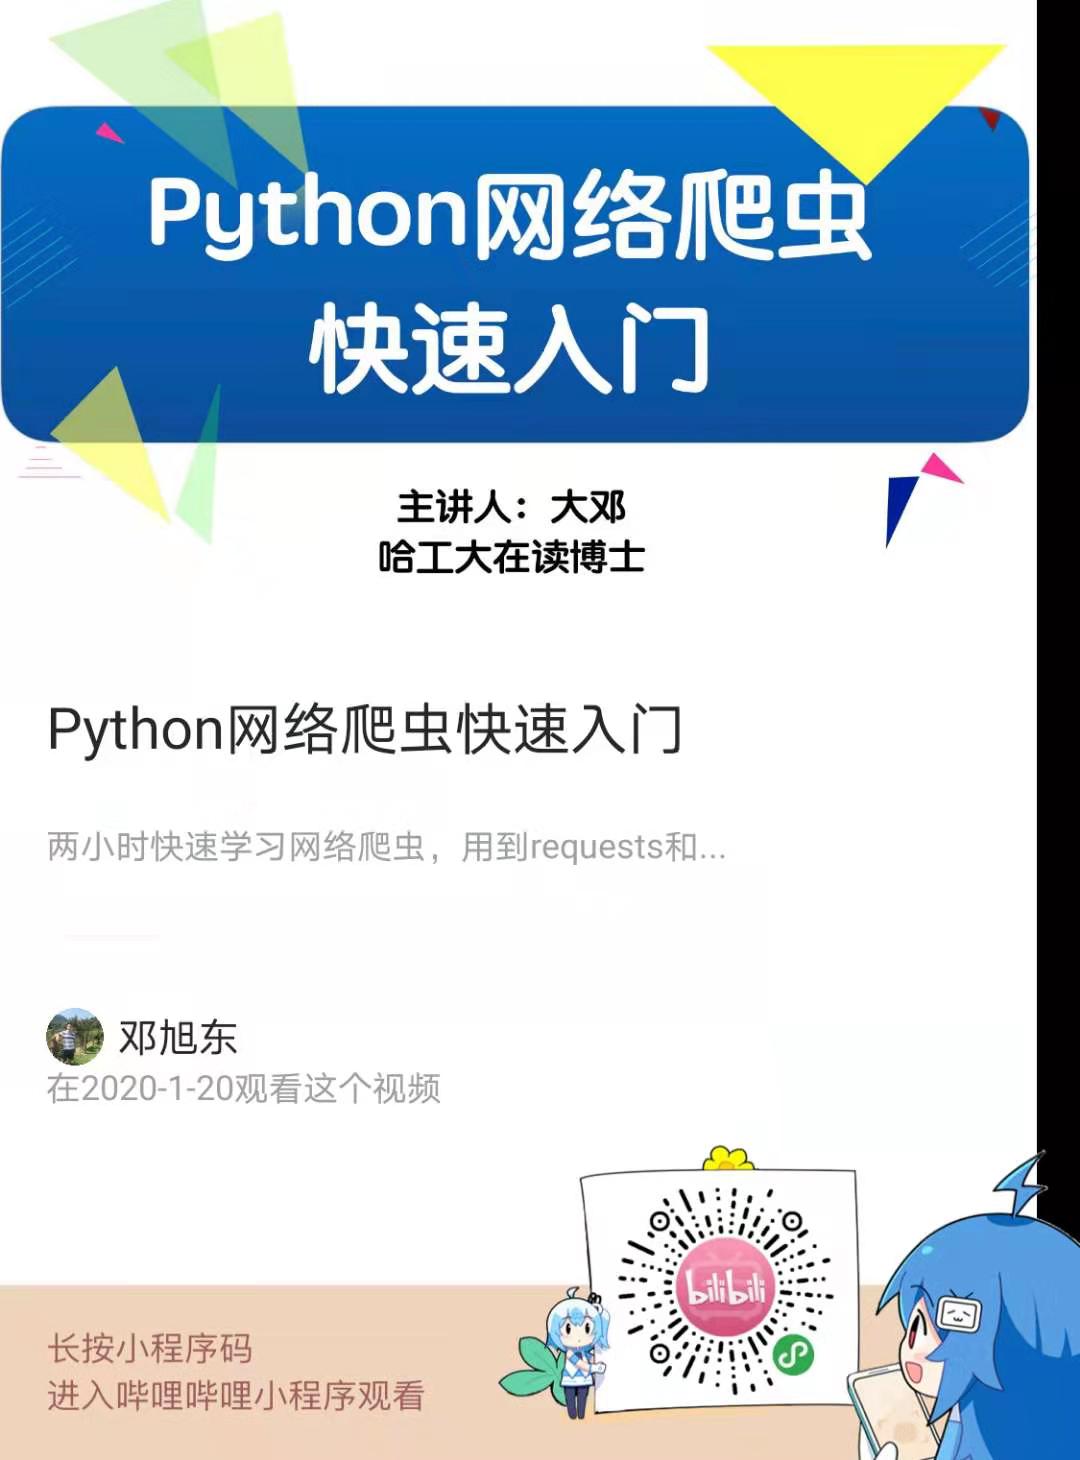 Python网络爬虫
快速入门
主讲人：大邓
哈工大在读博士
Python网络爬虫快速入门
两小时快速学习网络爬虫，用到requests和...
邓旭东
在2020-1-20观看这个视频
bilibili
长按小程序码
进入哔哩哔哩小程序观看